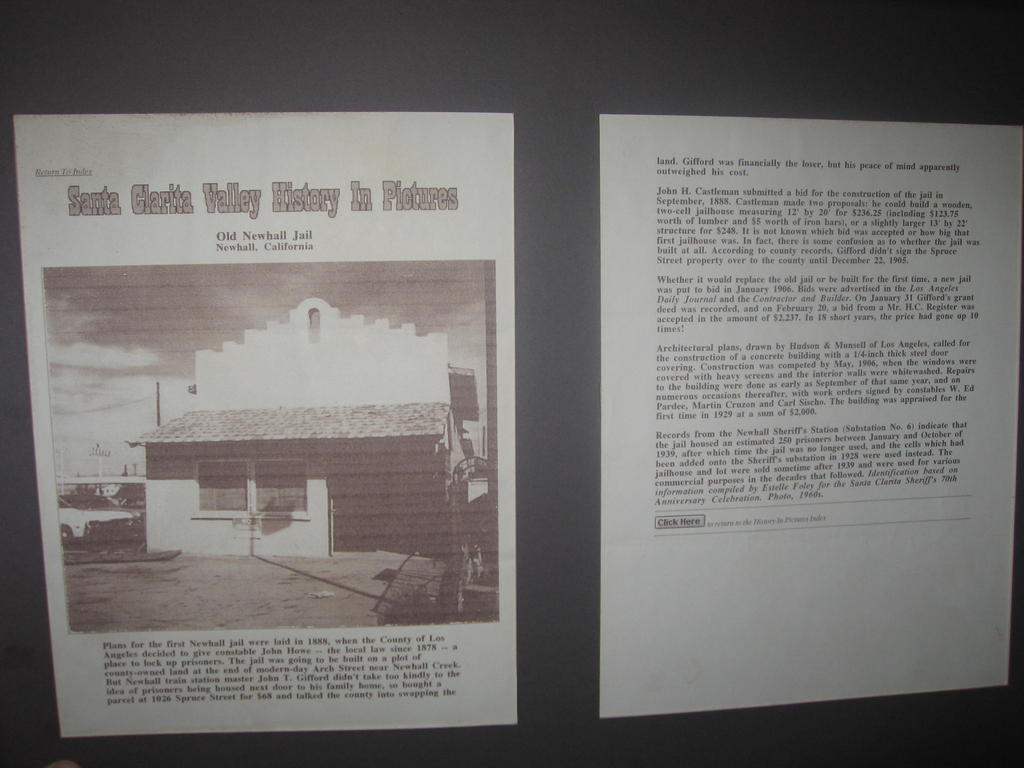 Return To Index
Santa Clarita Valley History In Pictures
Old Newhall Jail
Newhall, California
Plans for the first Newhall jail were laid in 1888, when the County of Los
Angeles decided to give constable John Howe -- the local law since 1878 -- a
place to lock up prisoners. The jail was going to be built on a plot of
county-owned land at the end of modern-day Arch Street near Newhall Creek.
But Newhall train station master John T. Gifford didn't take too kindly to the
idea of prisoners being housed next door to his family home, so bought a
parcel at 1026 Spruce Street for $68 and talked the county into swapping the
land. Gifford was financially the loser, but his peace of mind apparently
outweighed his cost.
John H. Castleman submitted a bid for the construction of the jail in
September, 1888. Castleman made two proposals: he could build a wooden,
two-cell jailhouse measuring 12' by 20' for $236.25 (including $123.75
worth of lumber and $5 worth of iron bars), or a slightly larger 13' by 22'
structure for $248. It is not known which bid was accepted or how big that
first jailhouse was. In fact, there is some confusion as to whether the jail was
built at all. According to county records, Gifford didn't sign the Spruce
Street property over to the county until December 22, 1905.
Whether it would replace the old jail or be built for the first time, a new jail
was put to bid in January 1906. Bids were advertised in the Los Angeles
Daily Journal and the Contractor and Builder. On January 31 Gifford's grant
deed was recorded, and on February 20, a bid from a Mr. H.C. Register was
accepted in the amount of $2,237. In 18 short years, the price had gone up 10
times!
Architectural plans, drawn by Hudson & Munsell of Los Angeles, called for
the construction of a concrete building with a 1/4-inch thick steel door
covering. Construction was competed by May, 1906, when the windows were
covered with heavy screens and the interior walls were whitewashed. Repairs
to the building were done as early as September of that same year, and on
numerous occasions thereafter, with work orders signed by constables W. Ed
Pardee, Martin Cruzon and Carl Sischo. The building was appraised for the
first time in 1929 at a sum of $2,000.
Records from the Newhall Sheriff's Station (Substation No. 6) indicate that
the jail housed an estimated 250 prisoners between January and October of
1939, after which time the jail was no longer used, and the cells which had
been added onto the Sheriff's substation in 1928 were used instead. The
jailhouse and lot were sold sometime after 1939 and were used for various
commercial purposes in the decades that followed. Identification based on
information compiled by Estelle Foley for the Santa Clarita Sheriff's 70th
Anniversary Celebration. Photo, 1960s.
Click Here to return to the History In Pictures Index